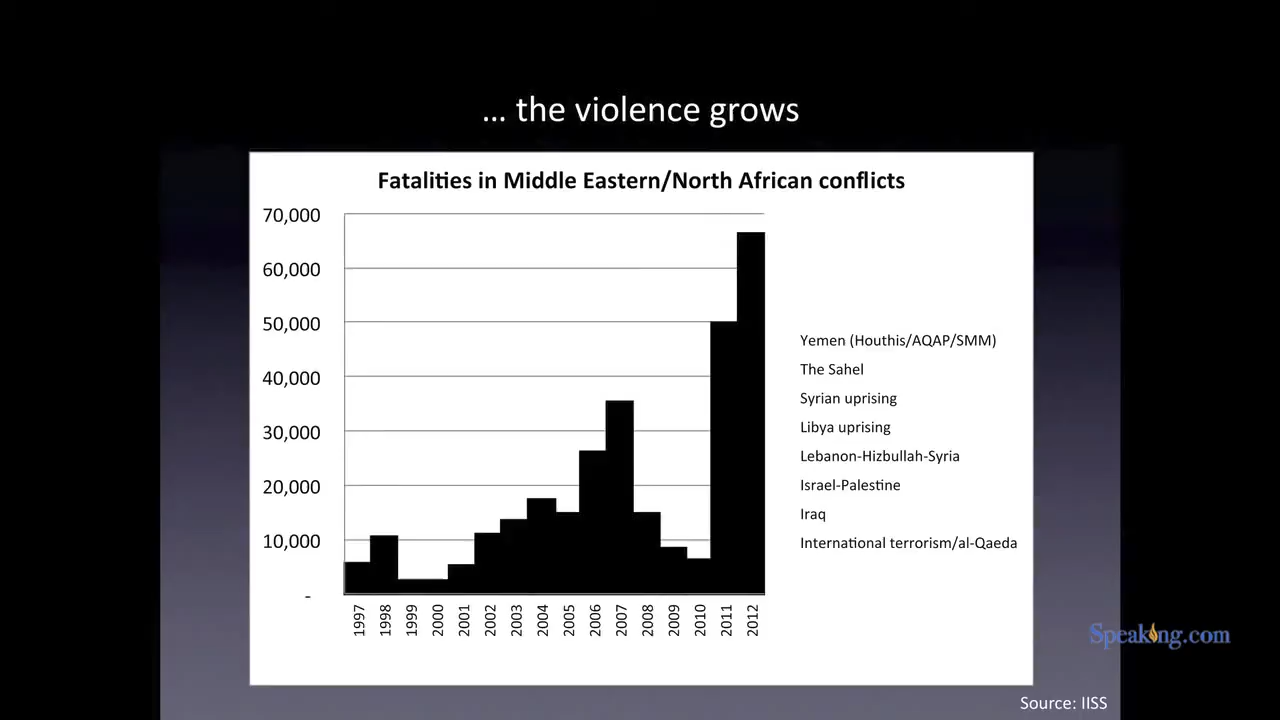 … the violence grows
Fatalities in Middle Eastern/North African conflicts
70,000
60,000
50,000
40,000
30,000
20,000
10,000
-
1997
1998
1999
2000
2001
2002
2003
2004
2005
2006
2007
2008
2009
2010
2011
2012
Yemen (Houthis/AQAP/SMM)
The Sahel
Syrian uprising
Libya uprising
Lebanon-Hizbullah-Syria
Israel-Palestine
Iraq
International terrorism/al-Qaeda
Speaking.com
Source: IISS